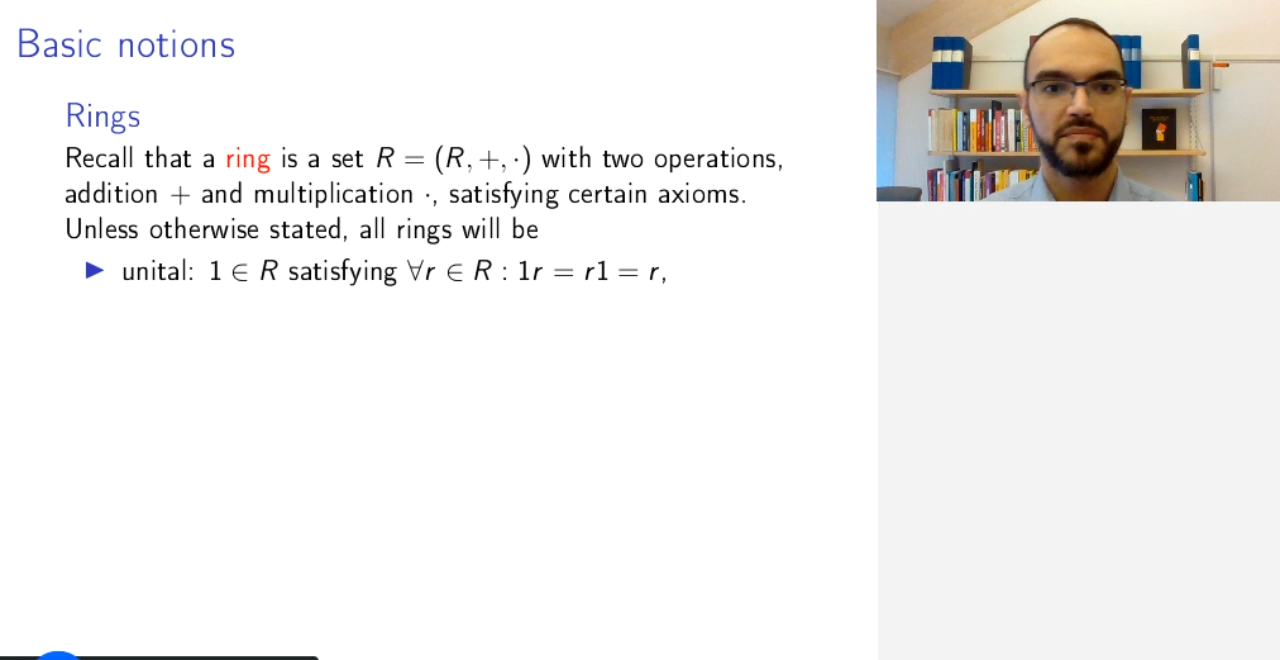 Basic notions
Rings
Recall that a ring is a set R = (R, +, ·) with two operations,
addition + and multiplication ·, satisfying certain axioms.
Unless otherwise stated, all rings will be
▶ unital: 1 ∈ R satisfying ∀r ∈ R : 1r = r1 = r,